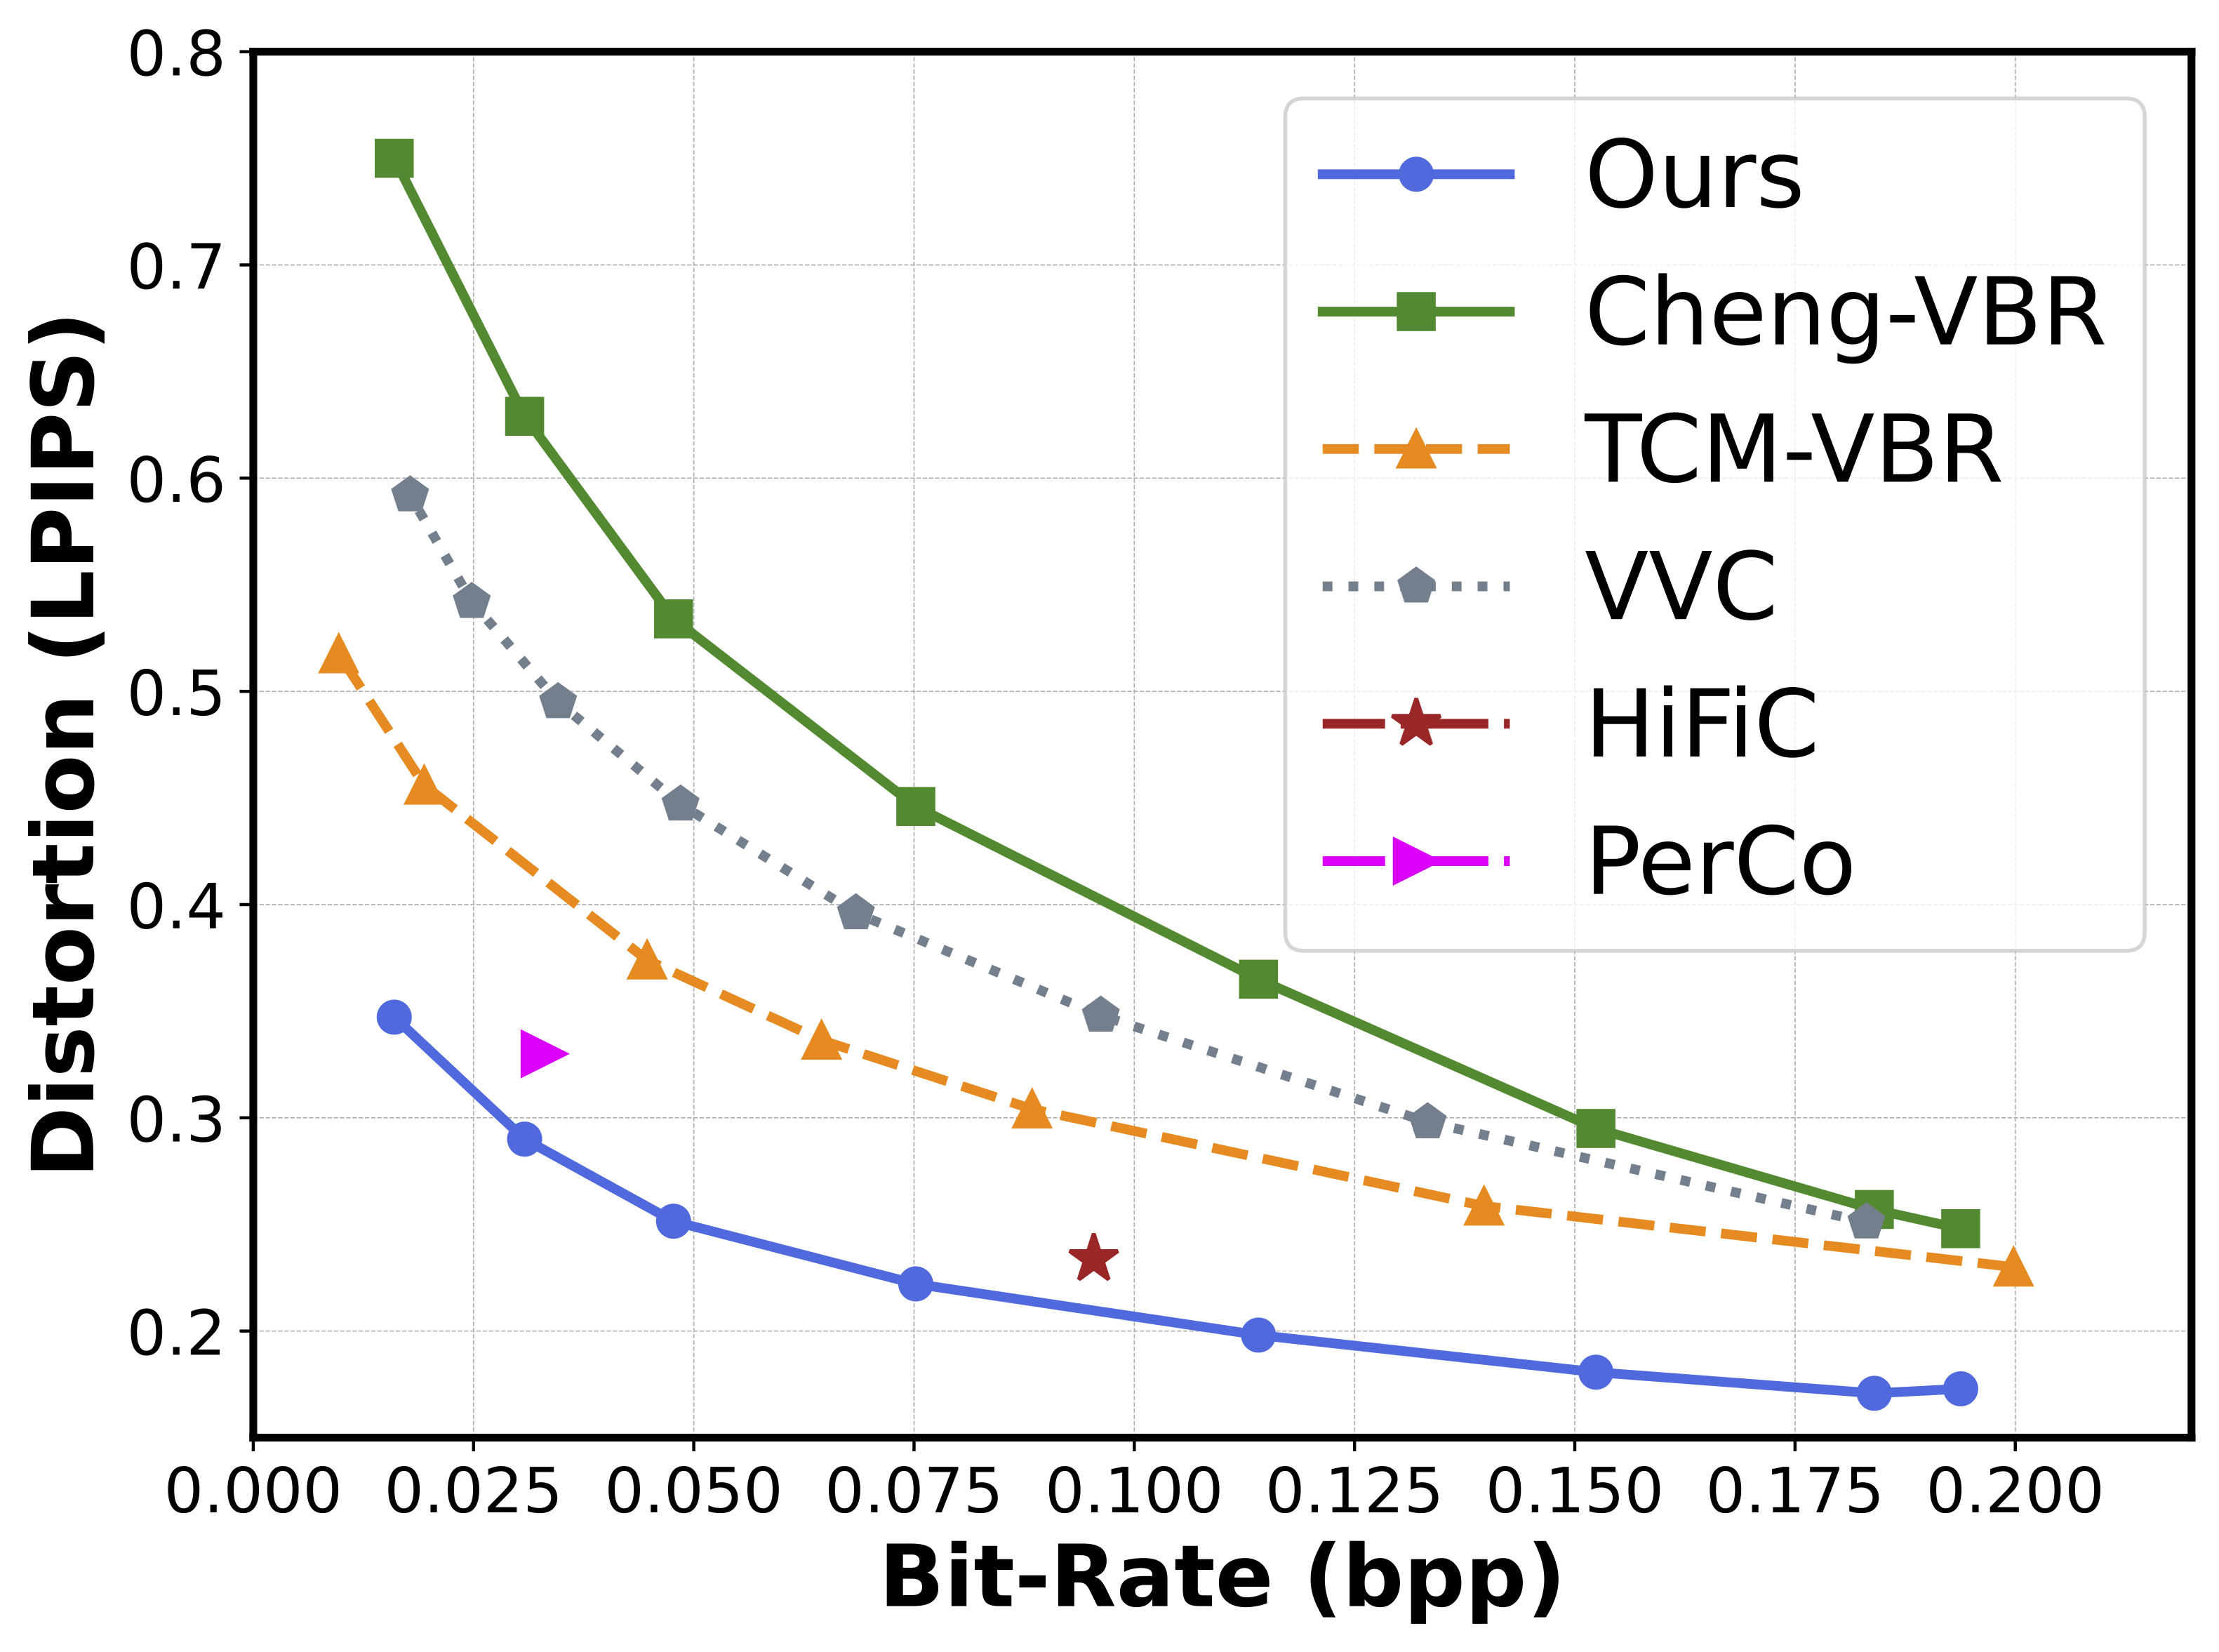 0.8
0.7
0.6
0.5
0.4
0.3
0.2
Distortion (LPIPS)
Ours
Cheng-VBR
TCM-VBR
VVC
HiFiC
PerCo
0.000 0.025 0.050 0.075 0.100 0.125 0.150 0.175 0.200
Bit-Rate (bpp)